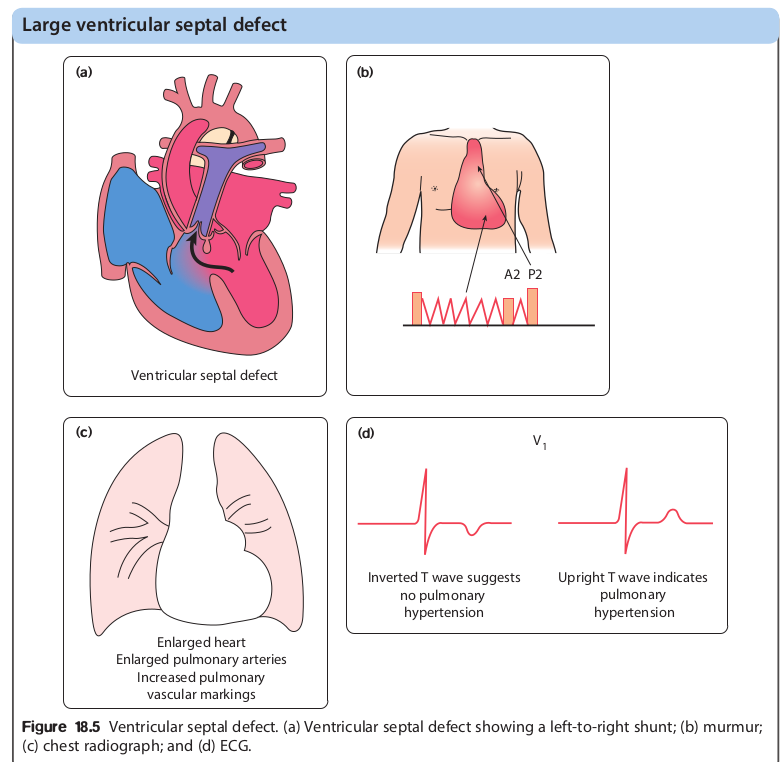 Large ventricular septal defect
(a)
Ventricular septal defect
(b)
A2 P2
(c)
Enlarged heart
Enlarged pulmonary arteries
Increased pulmonary
vascular markings
(d)
V1
Inverted T wave suggests
no pulmonary
hypertension
Upright T wave indicates
pulmonary
hypertension
Figure 18.5 Ventricular septal defect. (a) Ventricular septal defect showing a left-to-right shunt; (b) murmur;
(c) chest radiograph; and (d) ECG.